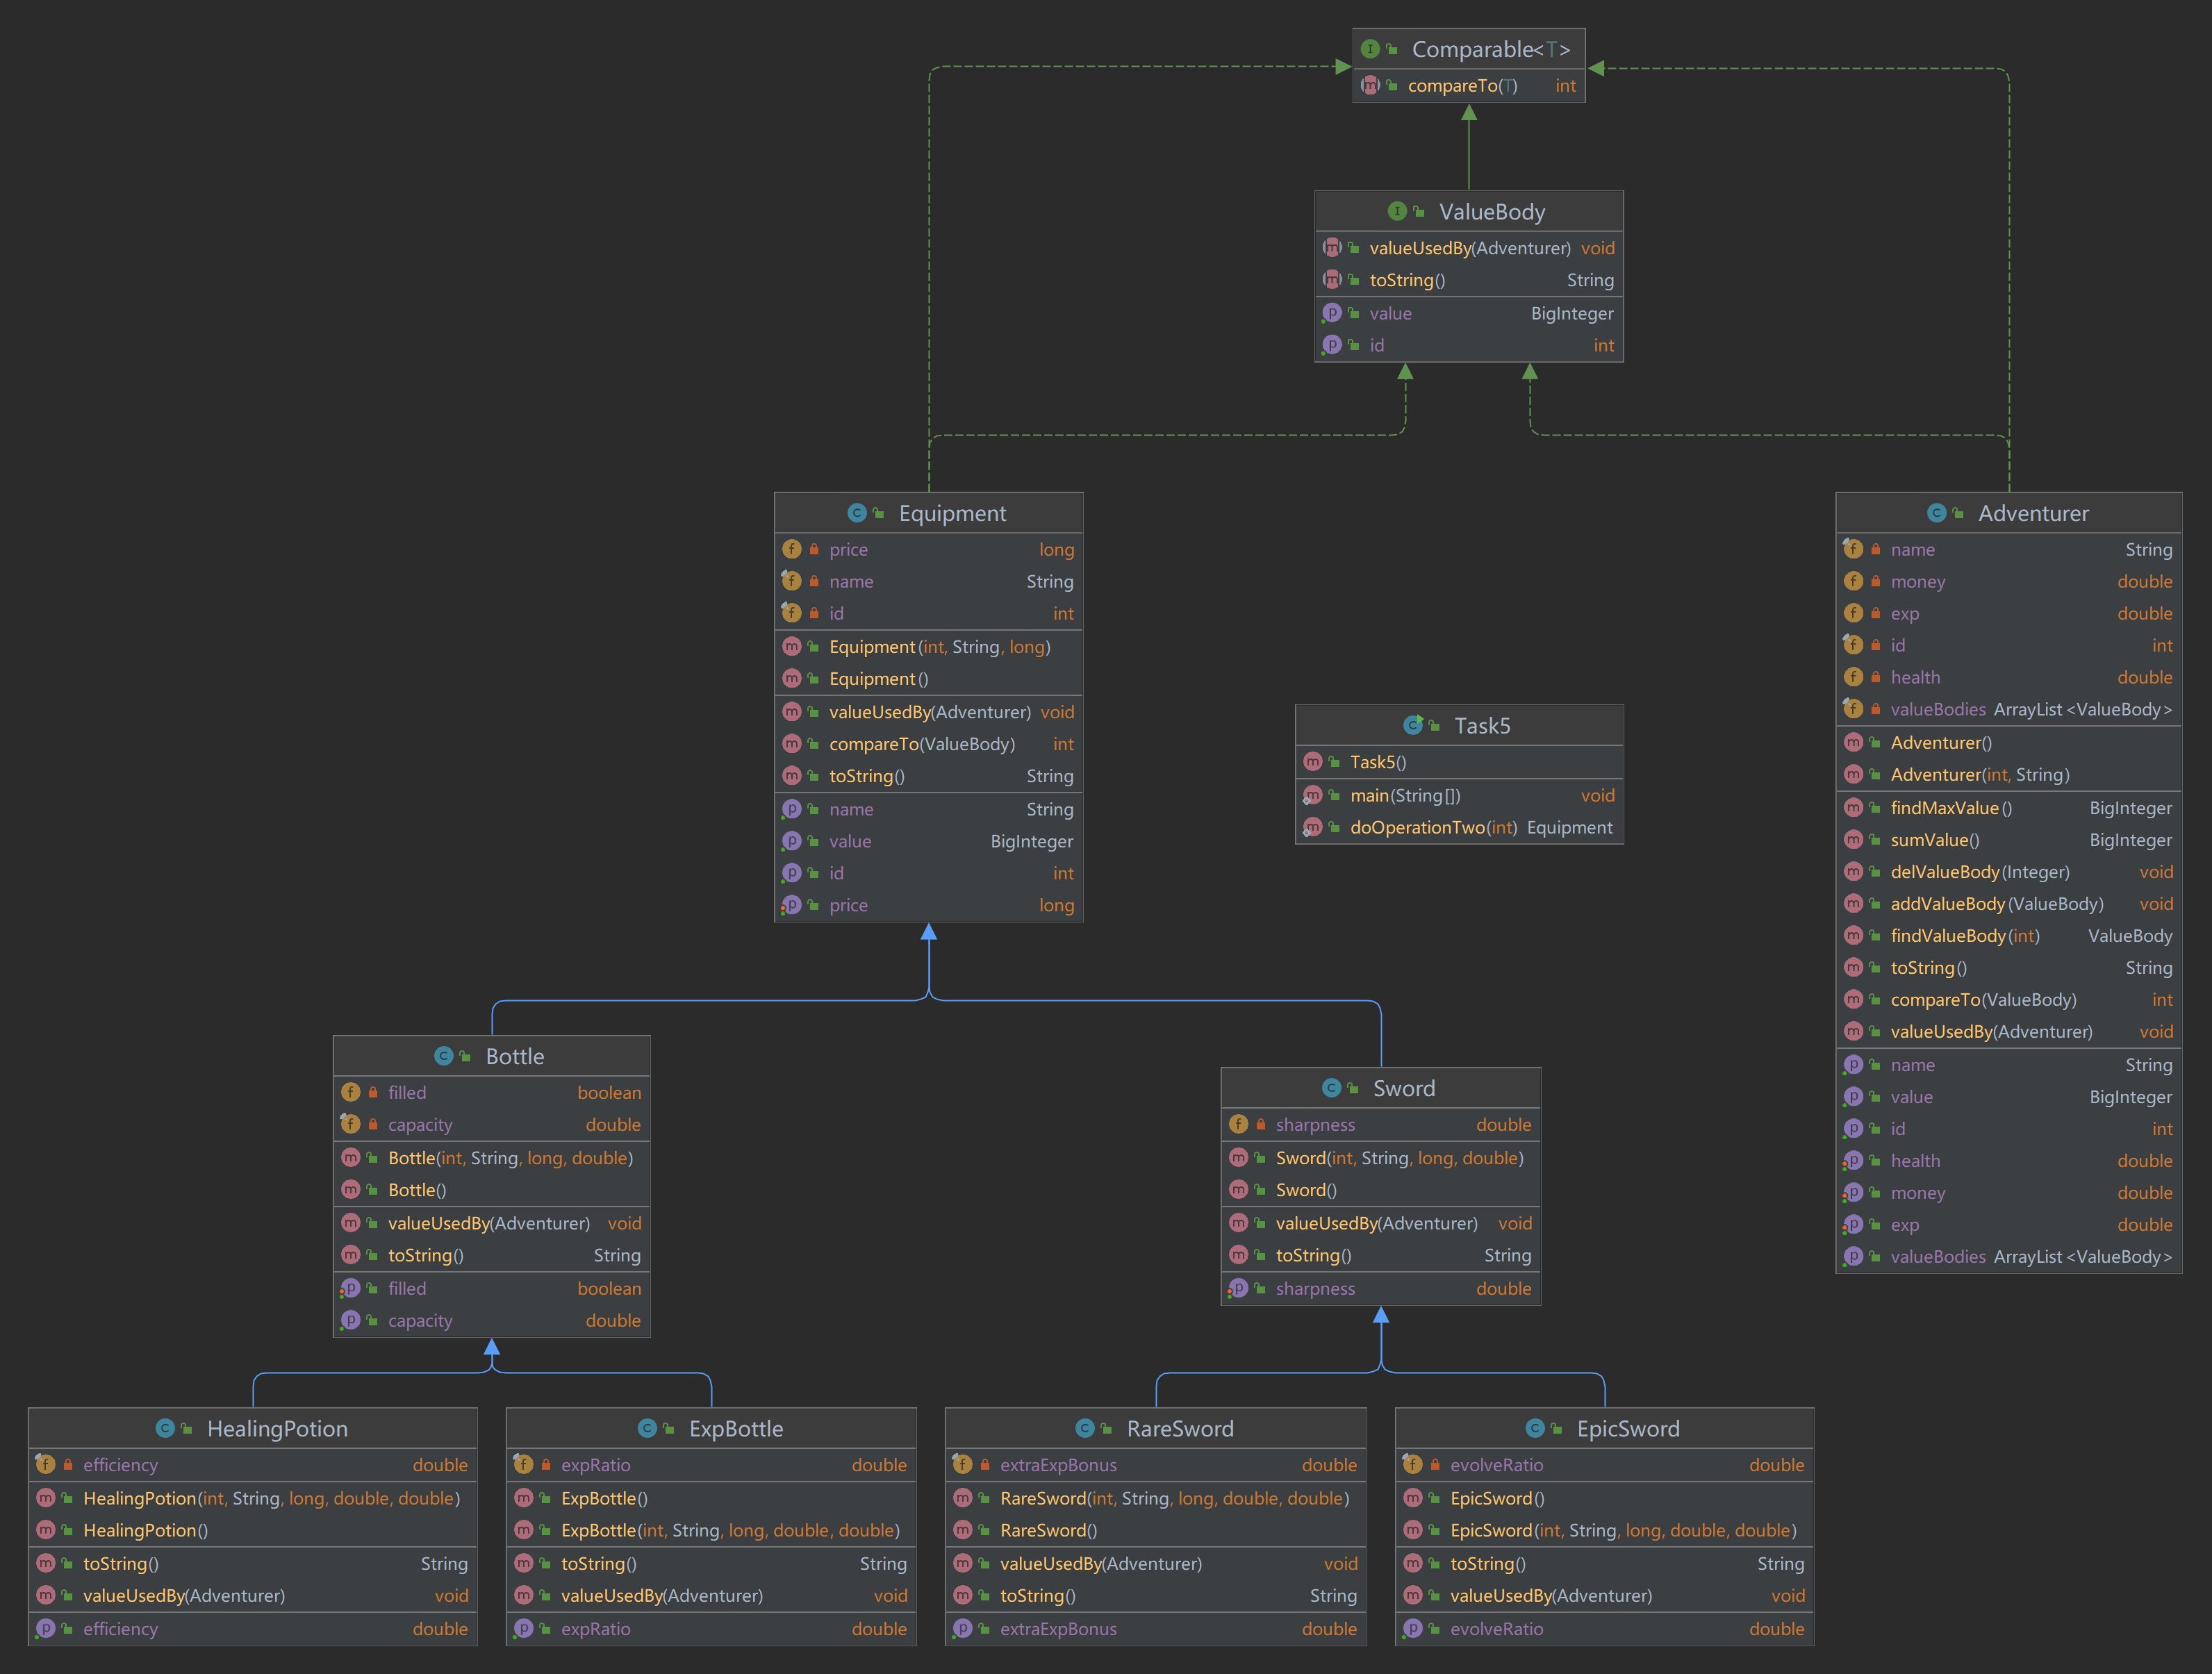 Comparable<T>
compareTo(T) int
ValueBody
valueUsedBy(Adventurer) void
toString() String
value BigInteger
id int
Equipment
price long
name String
id int
Equipment(int, String, long)
Equipment()
valueUsedBy(Adventurer) void
compareTo(ValueBody) int
toString() String
name String
value BigInteger
id int
price long
Task5
Task5()
main(String[]) void
doOperationTwo(int) Equipment
Adventurer
name String
money double
exp double
id int
health double
valueBodies ArrayList<ValueBody>
Adventurer()
Adventurer(int, String)
findMaxValue() BigInteger
sumValue() BigInteger
delValueBody(Integer) void
addValueBody(ValueBody) void
findValueBody(int) ValueBody
toString() String
compareTo(ValueBody) int
valueUsedBy(Adventurer) void
name String
value BigInteger
id int
health double
money double
exp double
valueBodies ArrayList<ValueBody>
Bottle
filled boolean
capacity double
Bottle(int, String, long, double)
Bottle()
valueUsedBy(Adventurer) void
toString() String
filled boolean
capacity double
Sword
sharpness double
Sword(int, String, long, double)
Sword()
valueUsedBy(Adventurer) void
toString() String
sharpness double
HealingPotion
efficiency double
HealingPotion(int, String, long, double, double)
HealingPotion()
toString() String
valueUsedBy(Adventurer) void
efficiency double
ExpBottle
expRatio double
ExpBottle()
ExpBottle(int, String, long, double, double)
toString() String
valueUsedBy(Adventurer) void
expRatio double
RareSword
extraExpBonus double
RareSword(int, String, long, double, double)
RareSword()
valueUsedBy(Adventurer) void
toString() String
extraExpBonus double
EpicSword
evolveRatio double
EpicSword()
EpicSword(int, String, long, double, double)
toString() String
valueUsedBy(Adventurer) void
evolveRatio double